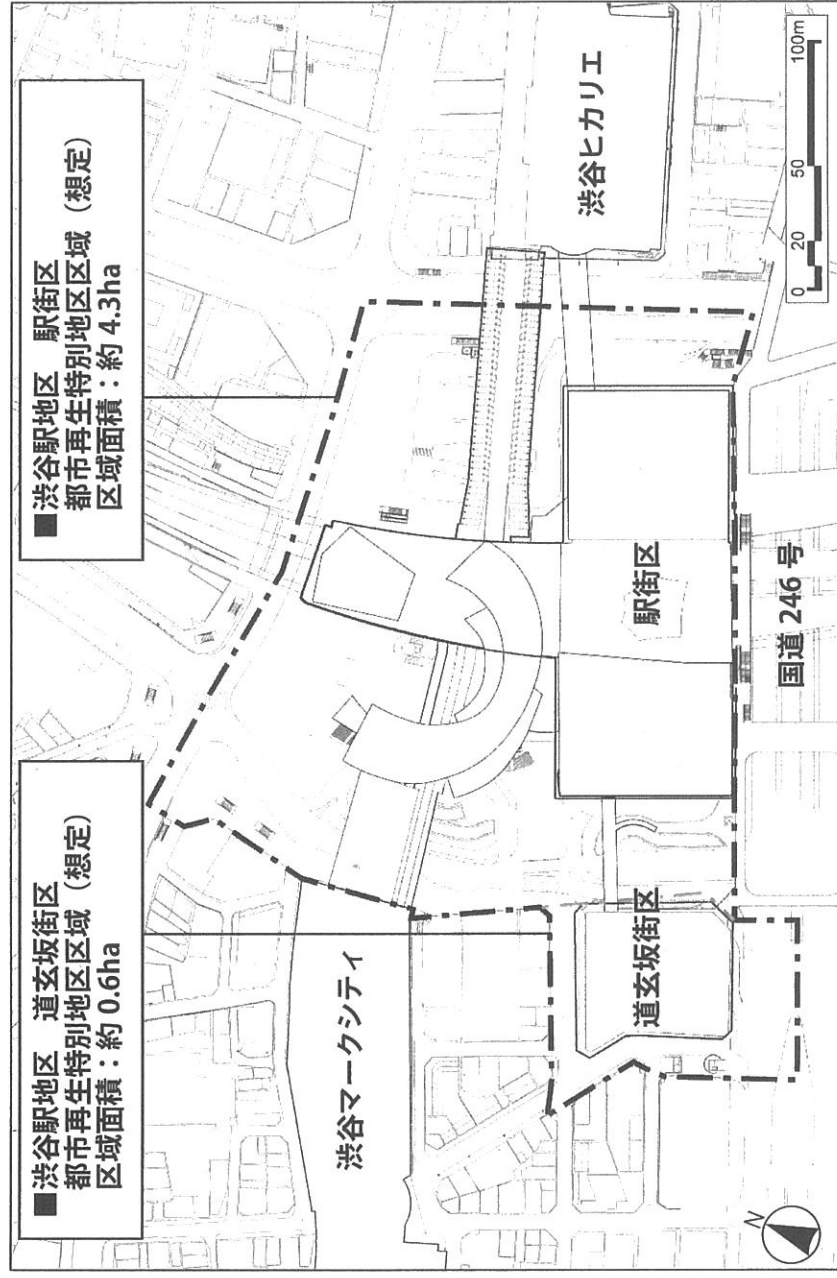 ■渋谷駅地区　道玄坂街区
都市再生特別地区区域（想定）
区域面積：約 0.6ha
■渋谷駅地区　駅街区
都市再生特別地区区域（想定）
区域面積：約 4.3ha
渋谷マークシティ
渋谷ヒカリエ
道玄坂街区
駅街区
国道 246 号
N
0 20 50 100m